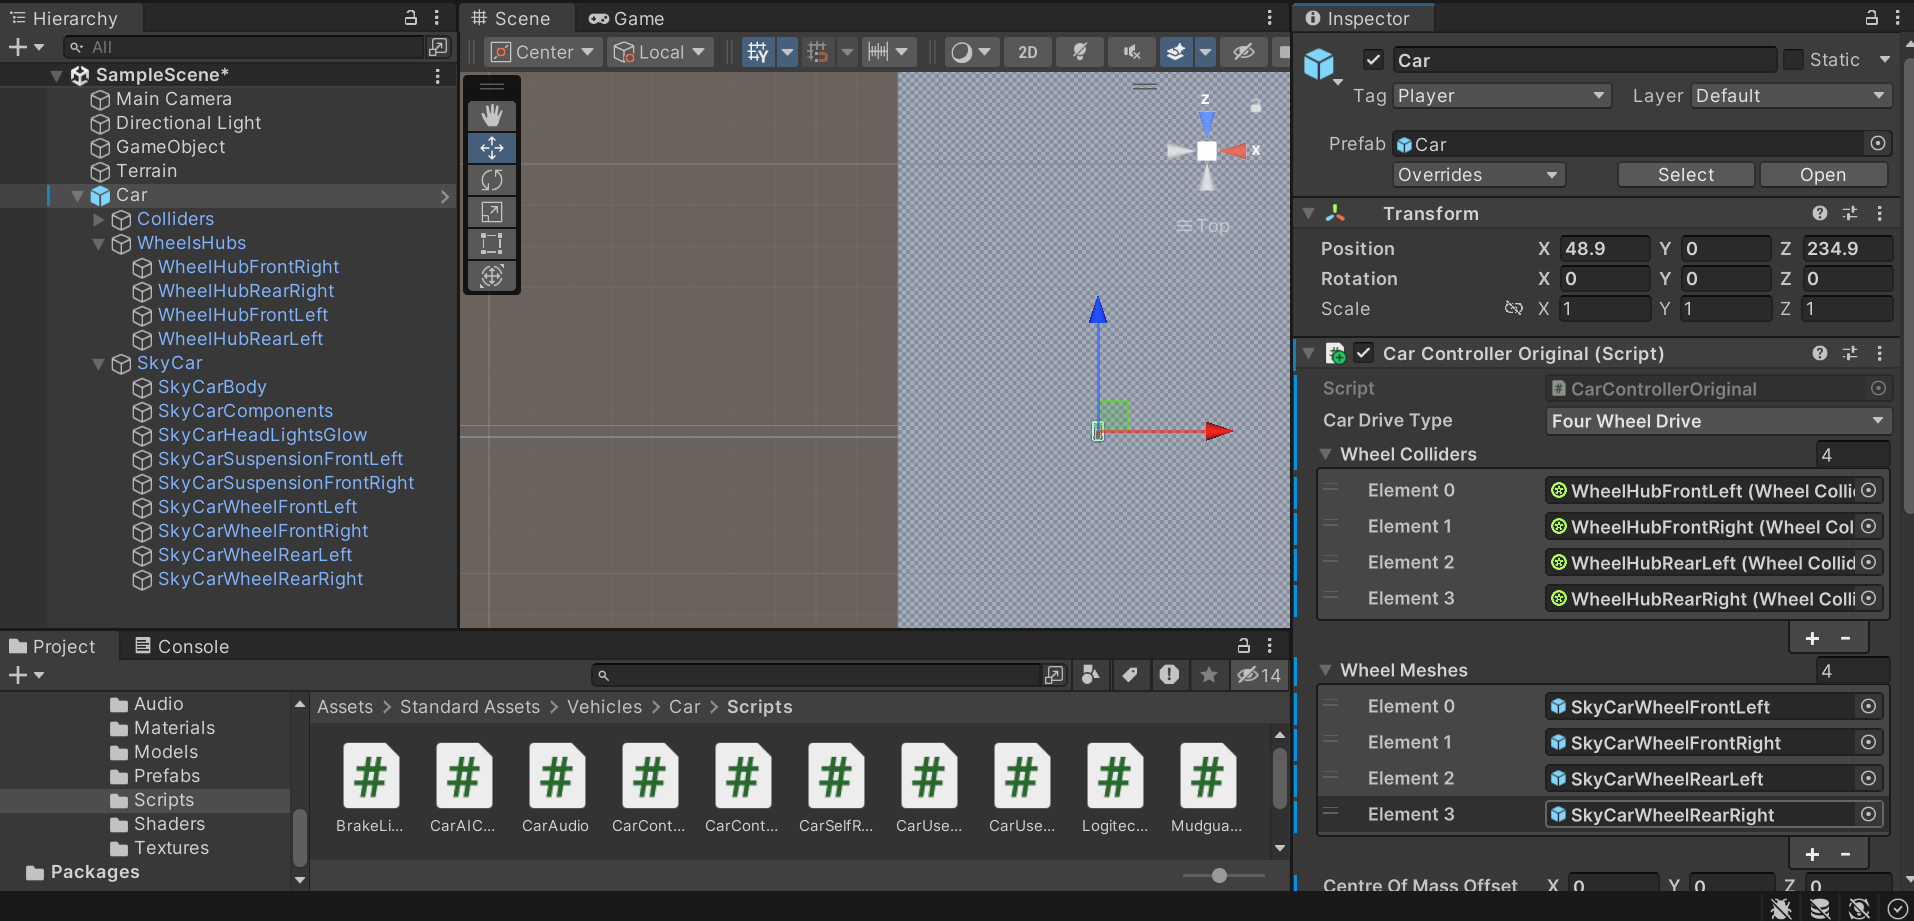 Hierarchy
All
SampleScene*
Main Camera
Directional Light
GameObject
Terrain
Car
Colliders
WheelsHubs
WheelHubFrontRight
WheelHubRearRight
WheelHubFrontLeft
WheelHubRearLeft
SkyCar
SkyCarBody
SkyCarComponents
SkyCarHeadLightsGlow
SkyCarSuspensionFrontLeft
SkyCarSuspensionFrontRight
SkyCarWheelFrontLeft
SkyCarWheelFrontRight
SkyCarWheelRearLeft
SkyCarWheelRearRight
Scene Game
Center Local 2D
z
x
Top
Inspector
Car Static
Tag Player Layer Default
Prefab Car
Overrides Select Open
Transform
Position X 48.9 Y 0 Z 234.9
Rotation X 0 Y 0 Z 0
Scale X 1 Y 1 Z 1
# Car Controller Original (Script)
Script # CarControllerOriginal
Car Drive Type Four Wheel Drive
Wheel Colliders 4
Element 0 WheelHubFrontLeft (Wheel Colli
Element 1 WheelHubFrontRight (Wheel Col
Element 2 WheelHubRearLeft (Wheel Collid
Element 3 WheelHubRearRight (Wheel Colli
+ -
Wheel Meshes 4
Element 0 SkyCarWheelFrontLeft
Element 1 SkyCarWheelFrontRight
Element 2 SkyCarWheelRearLeft
Element 3 SkyCarWheelRearRight
+ -
Centre Of Mass Offset X 0 Y 0 Z 0
Project Console
14
Audio
Materials
Models
Prefabs
Scripts
Shaders
Textures
Packages
Assets > Standard Assets > Vehicles > Car > Scripts
# # # # # # # # # #
BrakeLi... CarAIC... CarAudio CarCont... CarCont... CarSelfR... CarUse... CarUse... Logitec... Mudgua...